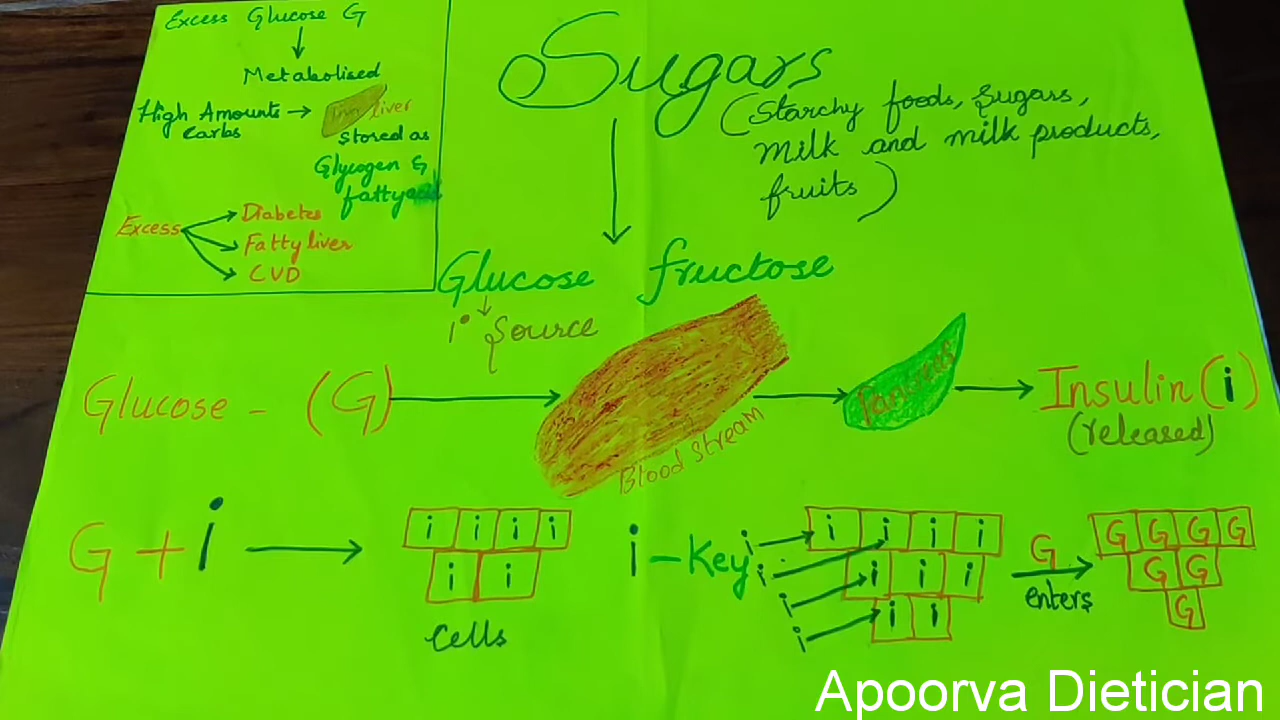 Excess Glucose G
Metabolised
High Amounts
Carbs
liver
Stored as
Glycogen G
fatty
Excess
Diabetes
Fatty liver
CVD
Sugars
(Starchy foods, Sugars,
milk and milk products,
fruits)
Glucose fructose
1° Source
Glucose - (G)
Blood Stream
Pancreas
Insulin (i)
(released)
G + i
i i i i
i i
Cells
i - Key
i
i
i
i
i i i i
i i i
i i
G
enters
G G G G
G G
G
Apoorva Dietician